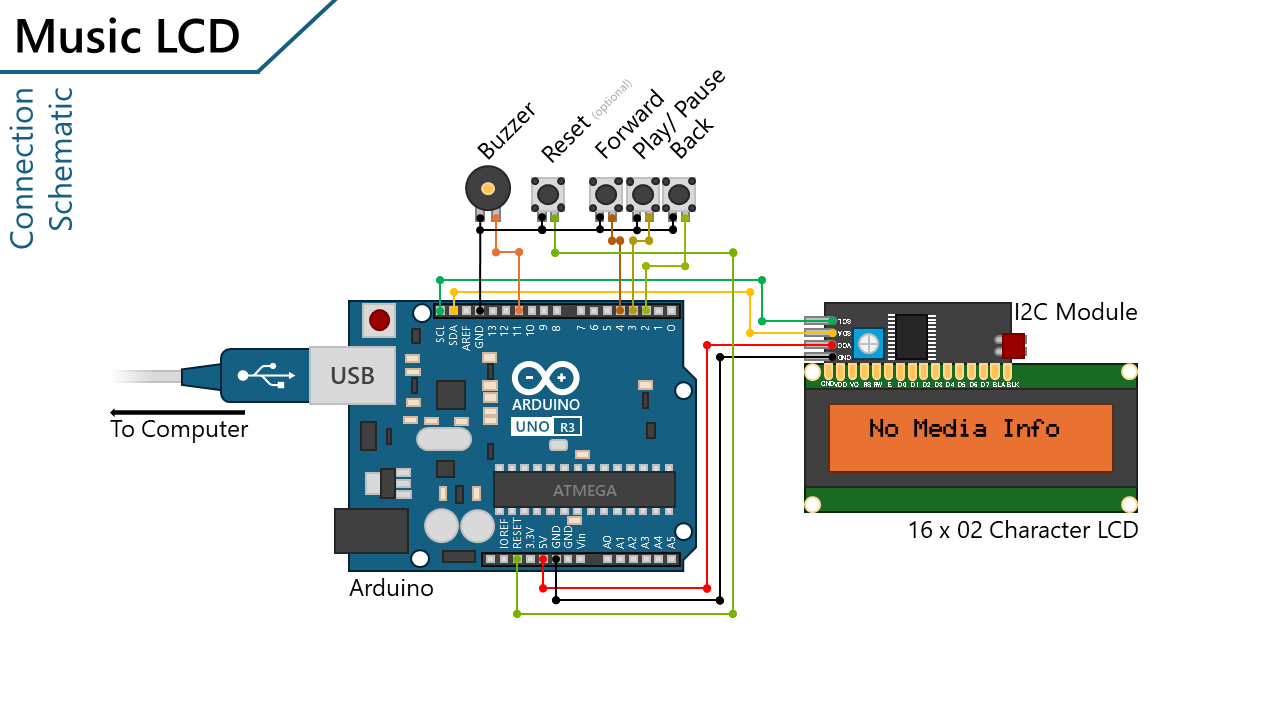 Music LCD
Connection
Schematic
Buzzer
Reset (optional)
Forward
Play/ Pause
Back
SCL
SDA
AREF
GND
13
12
11
10
9
8
7
6
5
4
3
2
1
0
I2C Module
SCL
SDA
VCC
GND
GND VDD VO RS RW E D0 D1 D2 D3 D4 D5 D6 D7 BLA BLK
USB
To Computer
ARDUINO
UNO R3
No Media Info
ATMEGA
16 x 02 Character LCD
IOREF
RESET
3.3V
5V
GND
GND
Vin
A0
A1
A2
A3
A4
A5
Arduino